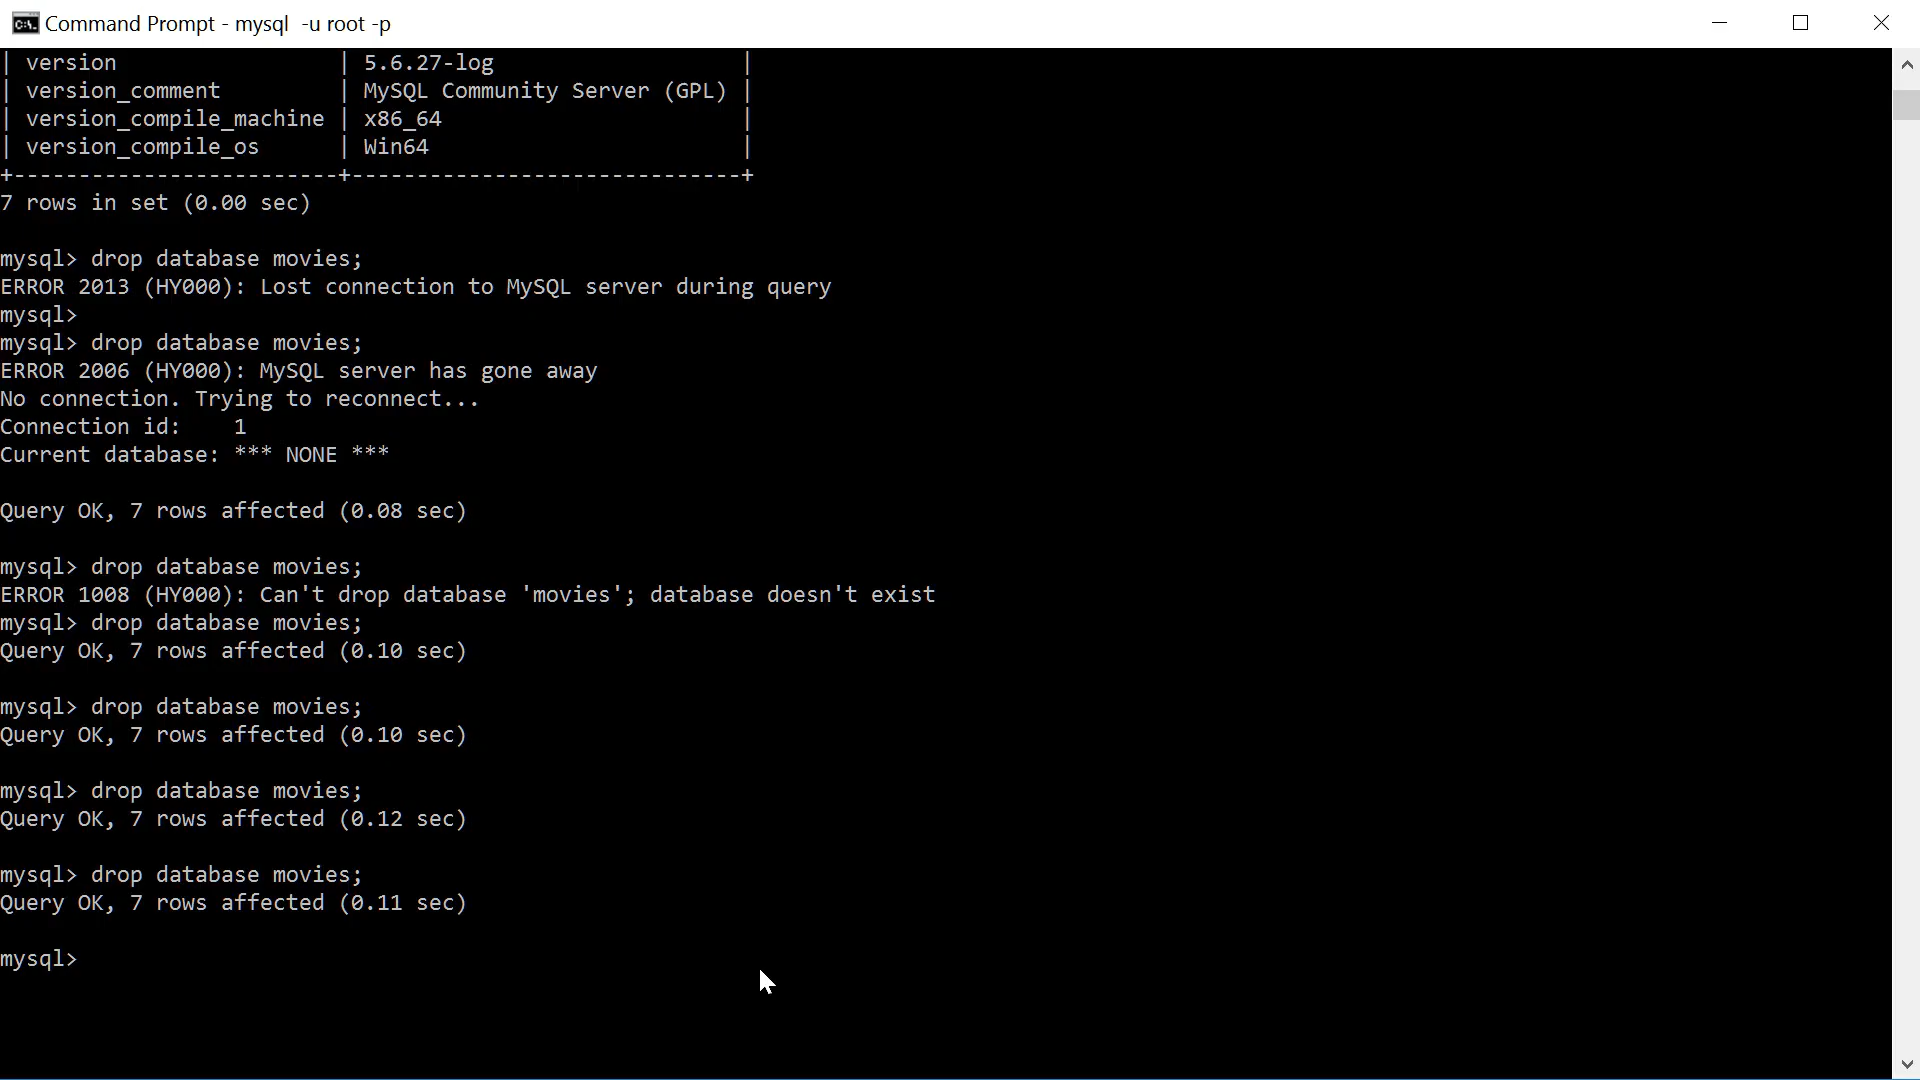 Command Prompt - mysql  -u root -p
| version                 | 5.6.27-log                   |
| version_comment         | MySQL Community Server (GPL) |
| version_compile_machine | x86_64                       |
| version_compile_os      | Win64                        |
+-------------------------+------------------------------+
7 rows in set (0.00 sec)
mysql> drop database movies;
ERROR 2013 (HY000): Lost connection to MySQL server during query
mysql>
mysql> drop database movies;
ERROR 2006 (HY000): MySQL server has gone away
No connection. Trying to reconnect...
Connection id:    1
Current database: *** NONE ***
Query OK, 7 rows affected (0.08 sec)
mysql> drop database movies;
ERROR 1008 (HY000): Can't drop database 'movies'; database doesn't exist
mysql> drop database movies;
Query OK, 7 rows affected (0.10 sec)
mysql> drop database movies;
Query OK, 7 rows affected (0.10 sec)
mysql> drop database movies;
Query OK, 7 rows affected (0.12 sec)
mysql> drop database movies;
Query OK, 7 rows affected (0.11 sec)
mysql>